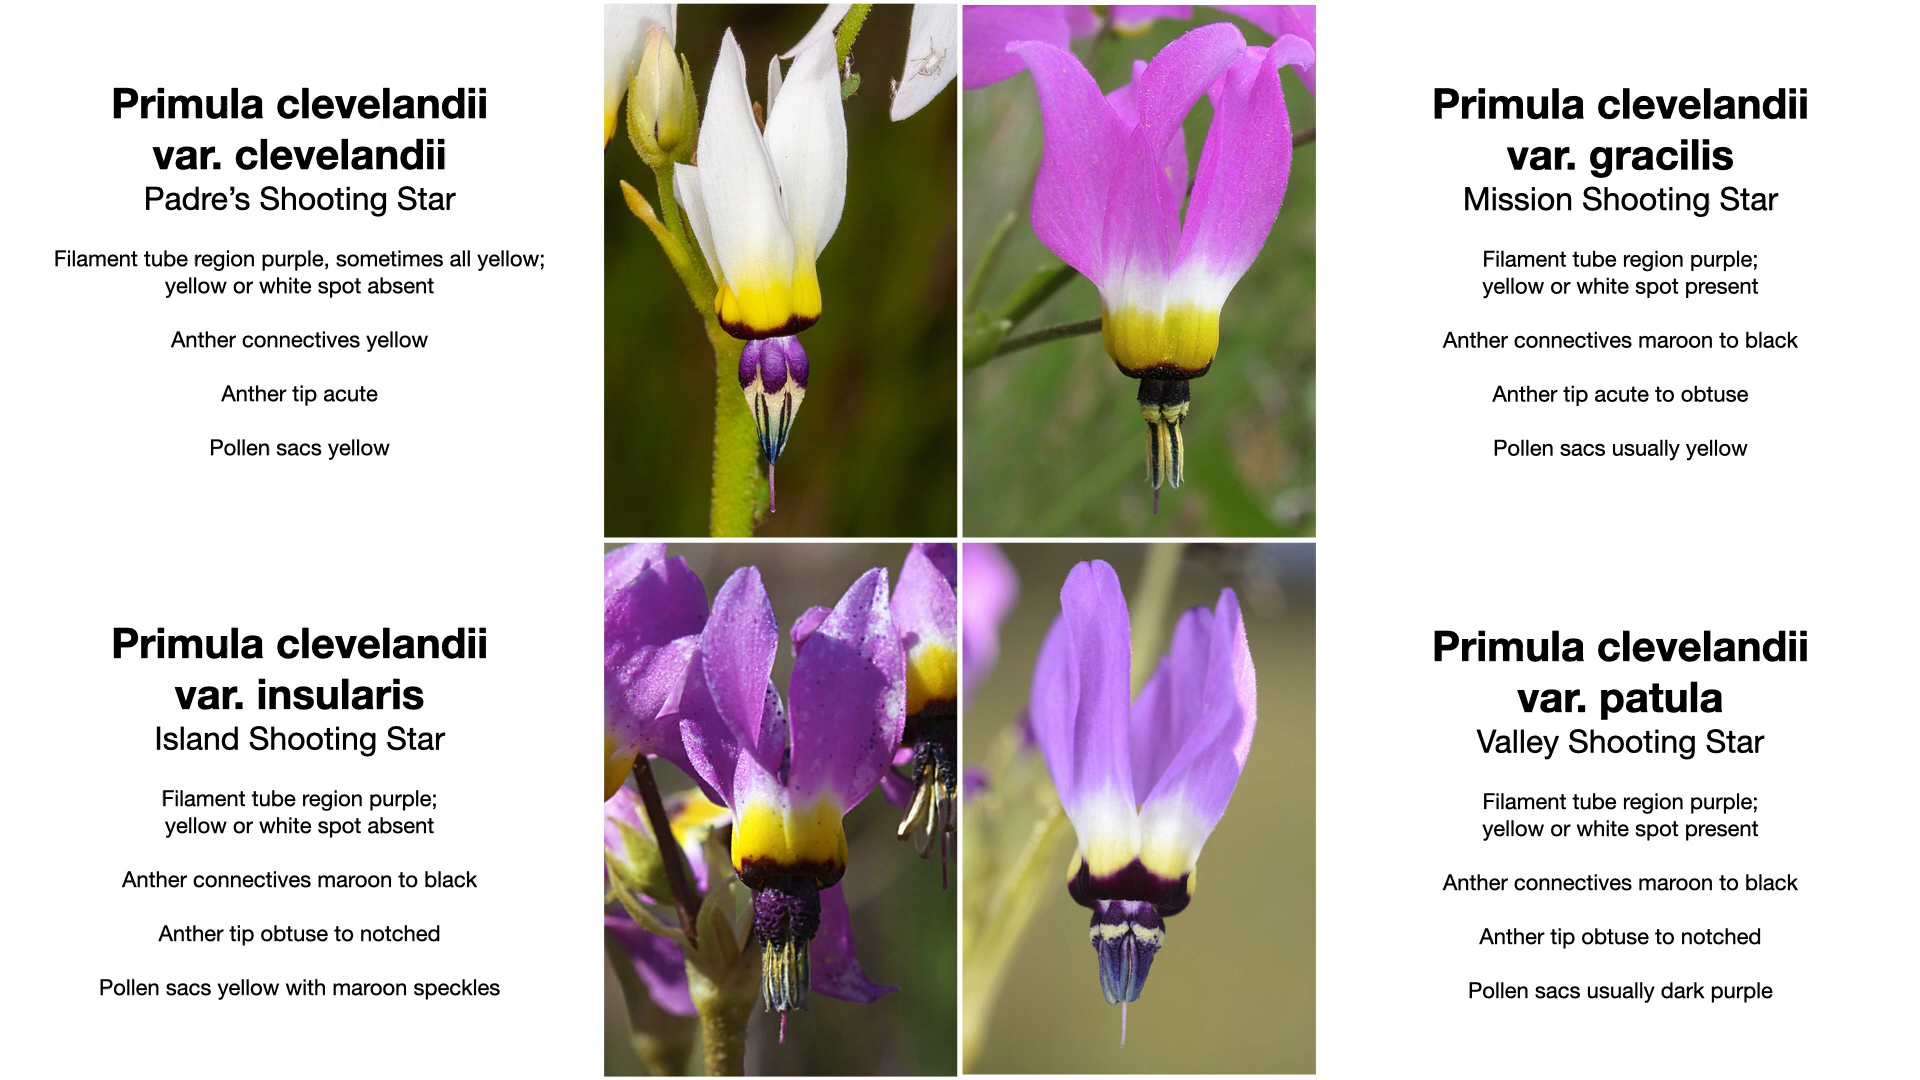 Primula clevelandii
var. clevelandii
Padre’s Shooting Star
Filament tube region purple, sometimes all yellow;
yellow or white spot absent
Anther connectives yellow
Anther tip acute
Pollen sacs yellow
Primula clevelandii
var. gracilis
Mission Shooting Star
Filament tube region purple;
yellow or white spot present
Anther connectives maroon to black
Anther tip acute to obtuse
Pollen sacs usually yellow
Primula clevelandii
var. insularis
Island Shooting Star
Filament tube region purple;
yellow or white spot absent
Anther connectives maroon to black
Anther tip obtuse to notched
Pollen sacs yellow with maroon speckles
Primula clevelandii
var. patula
Valley Shooting Star
Filament tube region purple;
yellow or white spot present
Anther connectives maroon to black
Anther tip obtuse to notched
Pollen sacs usually dark purple